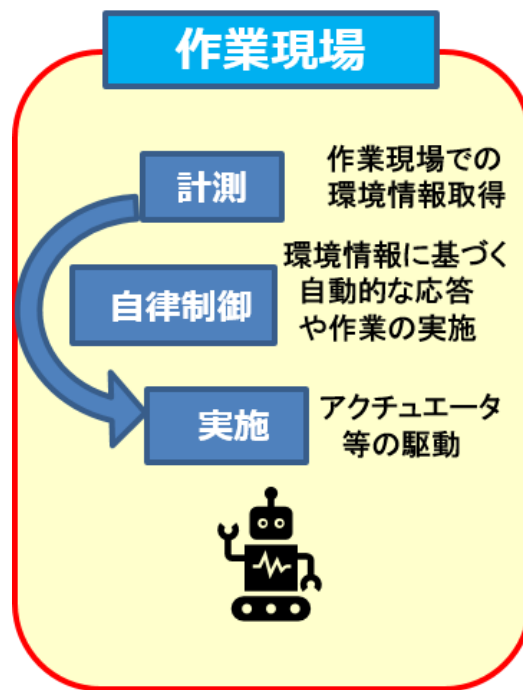 作業現場
計測
作業現場での
環境情報取得
自律制御
環境情報に基づく
自動的な応答
や作業の実施
実施
アクチュエータ
等の駆動